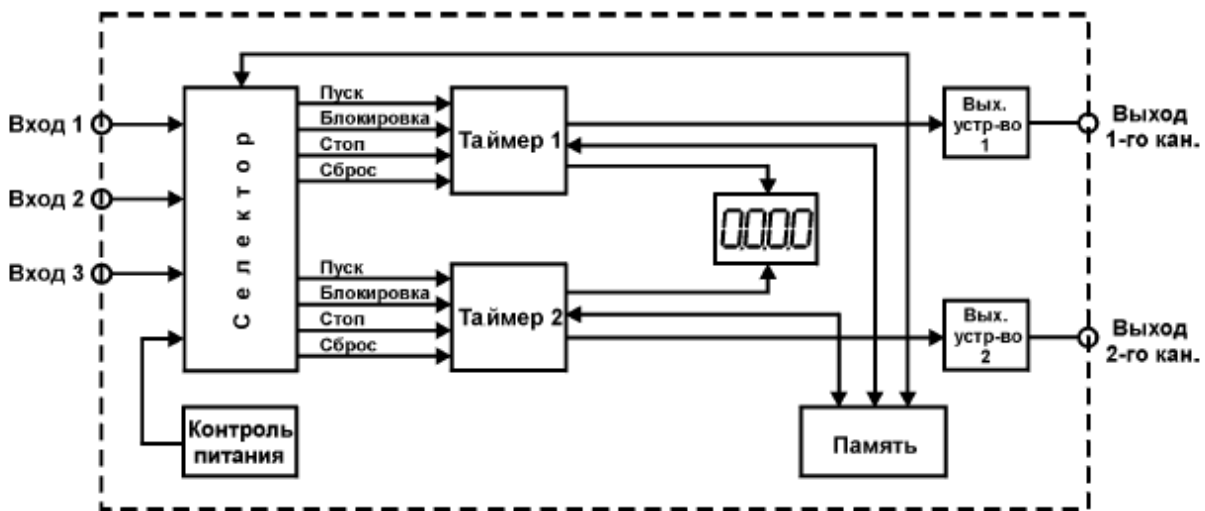 Вход 1
Вход 2
Вход 3
Селектор
Пуск
Блокировка
Стоп
Сброс
Таймер 1
Вых.
устр-во
1
Выход
1-го кан.
0.0.0.0
Пуск
Блокировка
Стоп
Сброс
Таймер 2
Вых.
устр-во
2
Выход
2-го кан.
Контроль
питания
Память